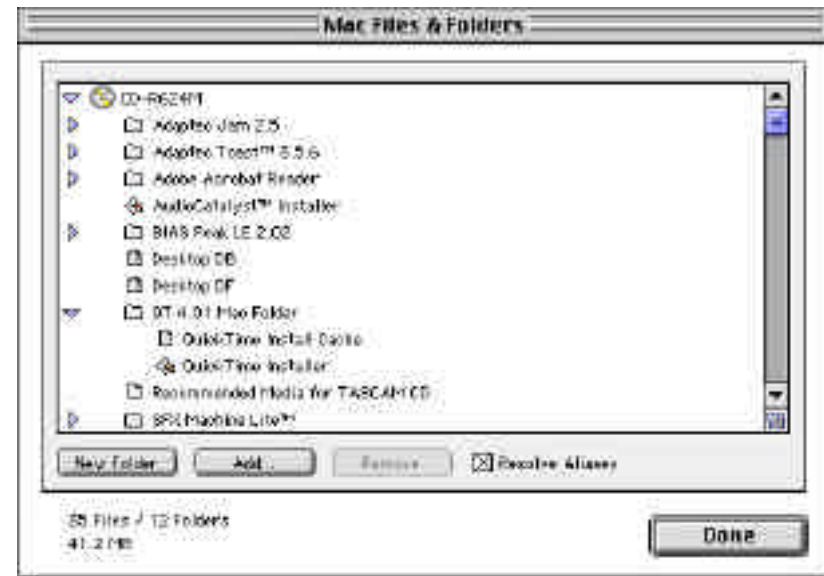 Mac Files & Folders
CD-R624M
Adaptec Jam 2.5
Adaptec Toast™ 3.5.6
Adobe Acrobat Reader
AudioCatalyst™ Installer
BIAS Peak LE 2.02
Desktop DB
Desktop DF
QT 4.01 Mac Folder
QuickTime Install Cache
QuickTime Installer
Recommended Media for TASCAM CD
SFX Machine Lite™
New Folder Add... Remove Resolve Aliases
Files / 12 Folders
41.2 MB
Done